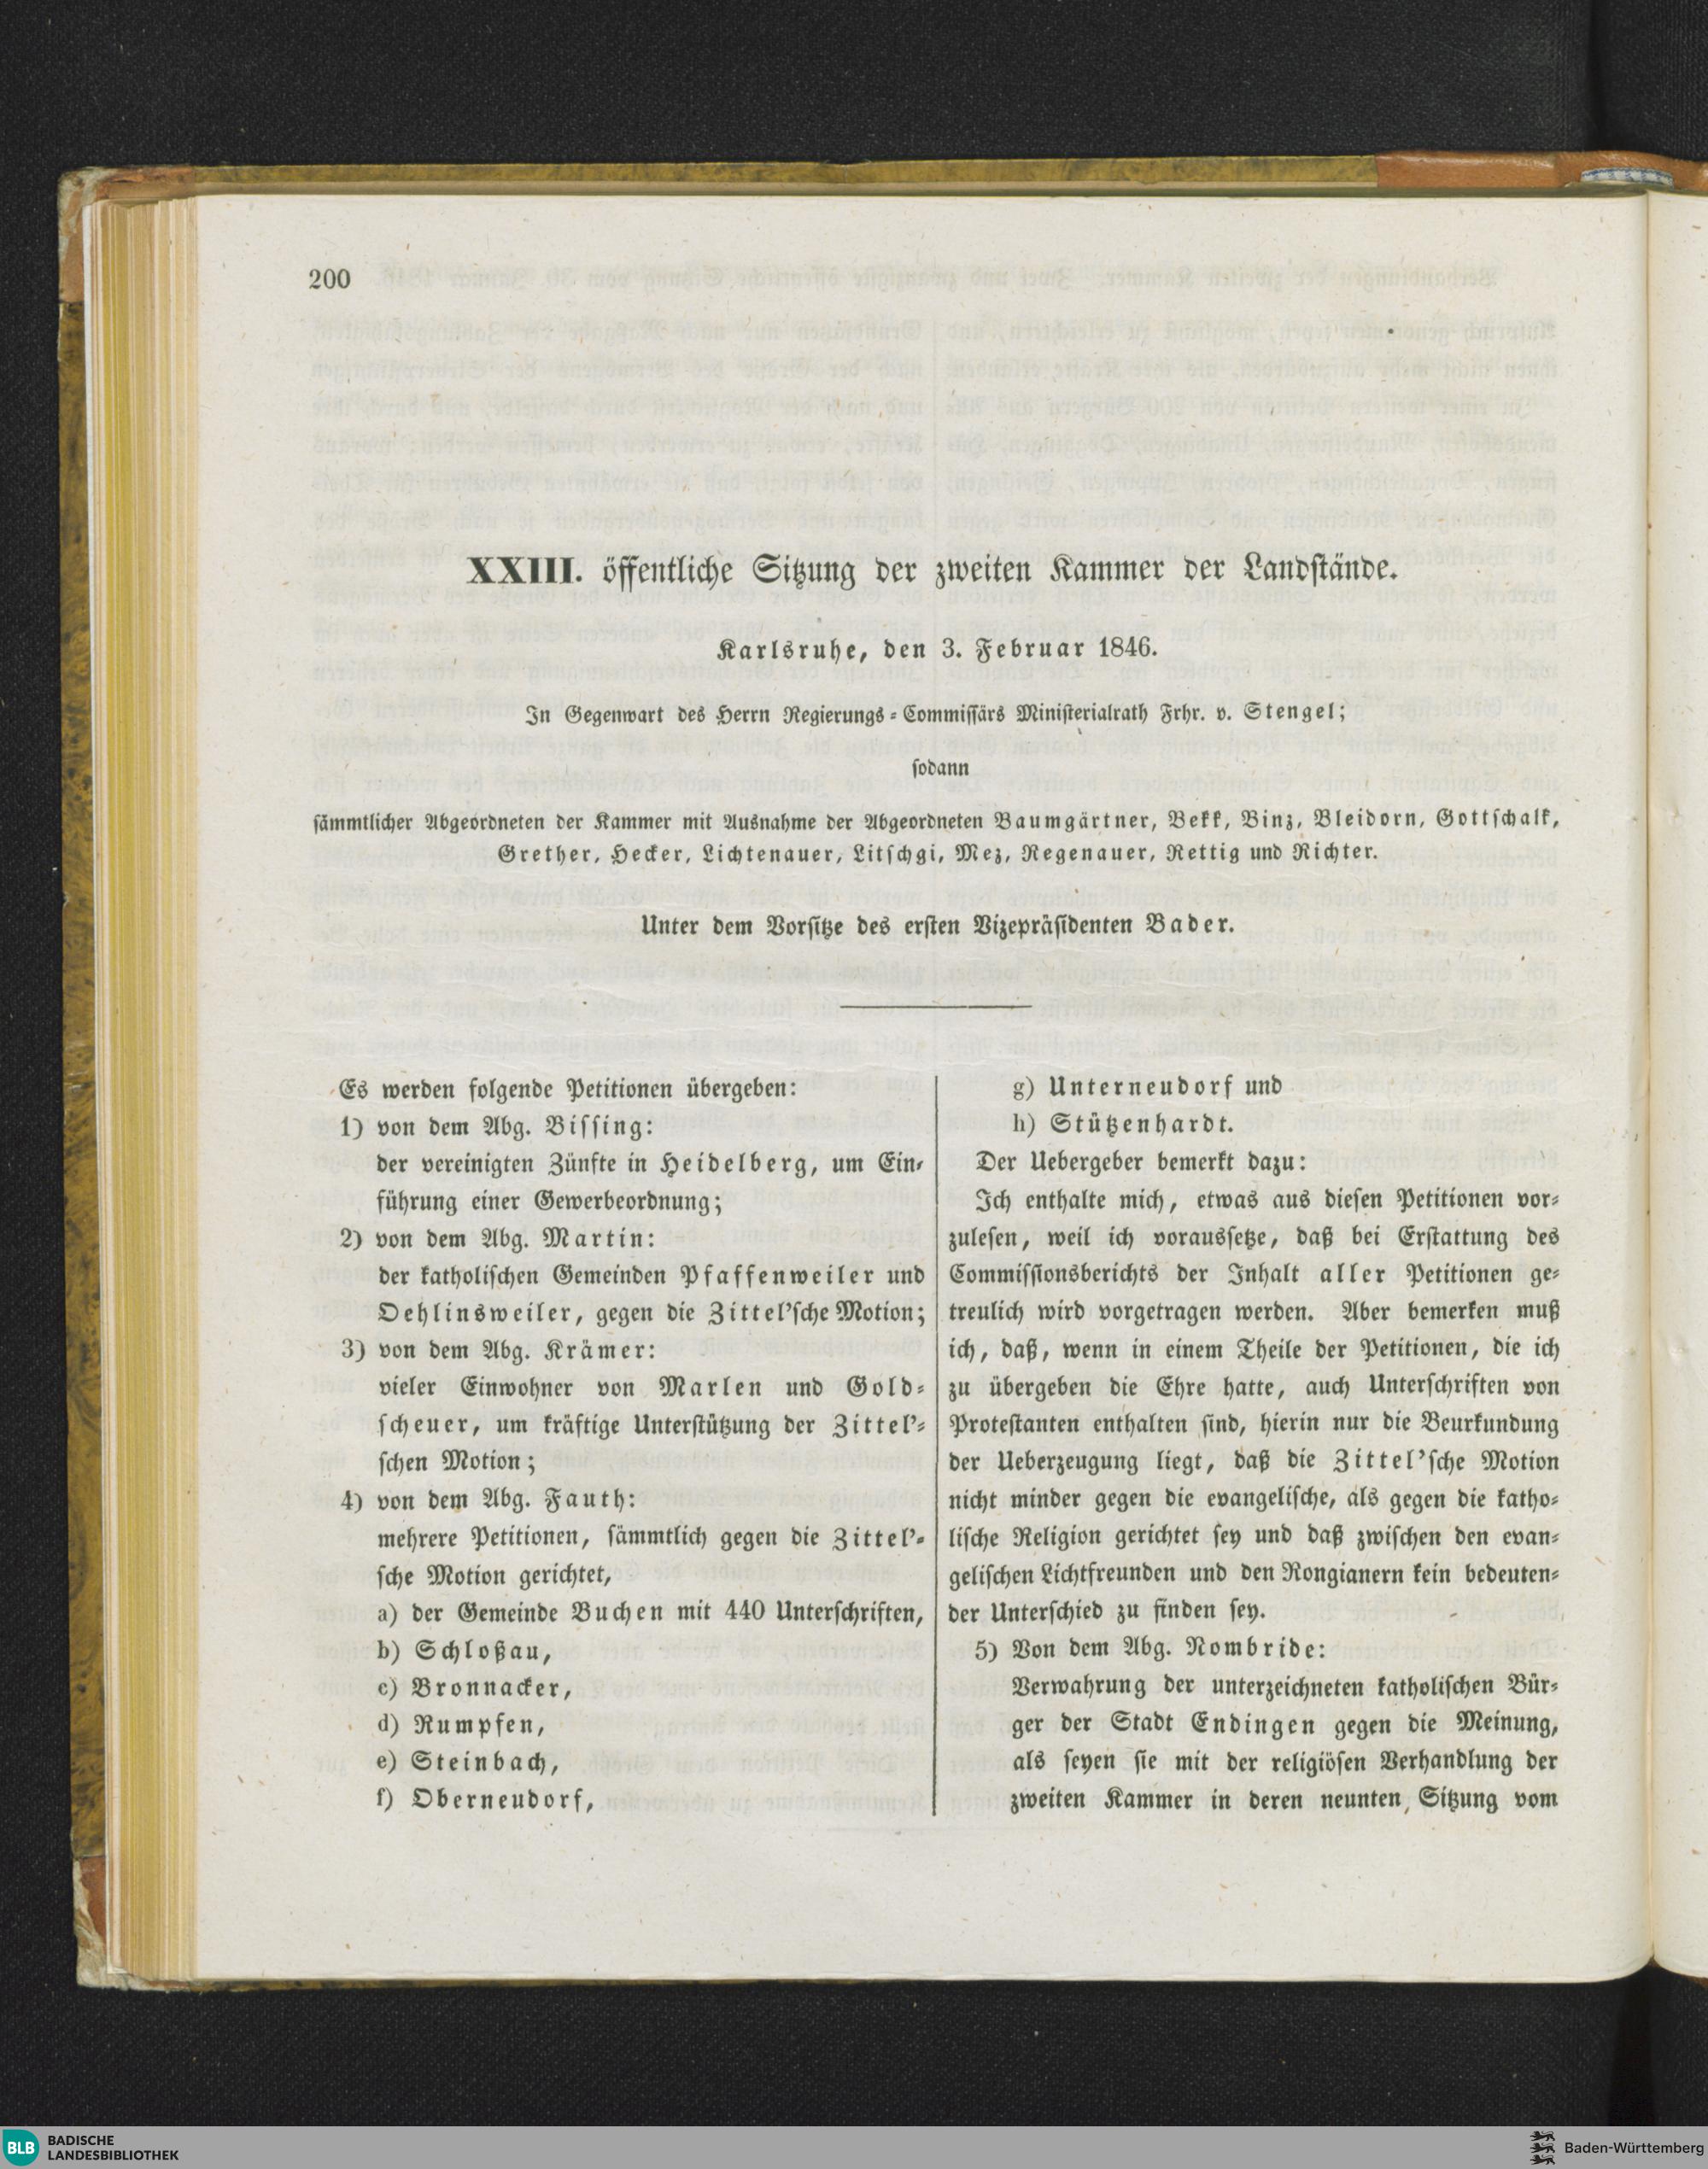 200
XXIII. öffentliche Sitzung der zweiten Kammer der Landstände.
Karlsruhe, den 3. Februar 1846.
In Gegenwart des Herrn Regierungs-Commissärs Ministerialrath Frhr. v. Stengel;
sodann
sämmtlicher Abgeordneten der Kammer mit Ausnahme der Abgeordneten Baumgärtner, Bekk, Binz, Bleidorn, Gottschalk,
Grether, Hecker, Lichtenauer, Litschgi, Mez, Regenauer, Rettig und Richter.
Unter dem Vorsitze des ersten Vizepräsidenten Bader.
Es werden folgende Petitionen übergeben:
1) von dem Abg. Bissing:
der vereinigten Zünfte in Heidelberg, um Ein-
führung einer Gewerbeordnung;
2) von dem Abg. Martin:
der katholischen Gemeinden Pfaffenweiler und
Oehlinsweiler, gegen die Zittel'sche Motion;
3) von dem Abg. Krämer:
vieler Einwohner von Marlen und Gold-
scheuer, um kräftige Unterstützung der Zittel'-
schen Motion;
4) von dem Abg. Fauth:
mehrere Petitionen, sämmtlich gegen die Zittel'-
sche Motion gerichtet,
a) der Gemeinde Buchen mit 440 Unterschriften,
b) Schloßau,
c) Bronnacker,
d) Rumpfen,
e) Steinbach,
f) Oberneudorf,
g) Unterneudorf und
h) Stützenhardt.
Der Uebergeber bemerkt dazu:
Ich enthalte mich, etwas aus diesen Petitionen vor-
zulesen, weil ich voraussetze, daß bei Erstattung des
Commissionsberichts der Inhalt aller Petitionen ge-
treulich wird vorgetragen werden. Aber bemerken muß
ich, daß, wenn in einem Theile der Petitionen, die ich
zu übergeben die Ehre hatte, auch Unterschriften von
Protestanten enthalten sind, hierin nur die Beurkundung
der Ueberzeugung liegt, daß die Zittel'sche Motion
nicht minder gegen die evangelische, als gegen die katho-
lische Religion gerichtet sey und daß zwischen den evan-
gelischen Lichtfreunden und den Rongianern kein bedeuten-
der Unterschied zu finden sey.
5) Von dem Abg. Nombride:
Verwahrung der unterzeichneten katholischen Bür-
ger der Stadt Endingen gegen die Meinung,
als seyen sie mit der religiösen Verhandlung der
zweiten Kammer in deren neunten Sitzung vom
BLB BADISCHE
LANDESBIBLIOTHEK
Baden-Württemberg